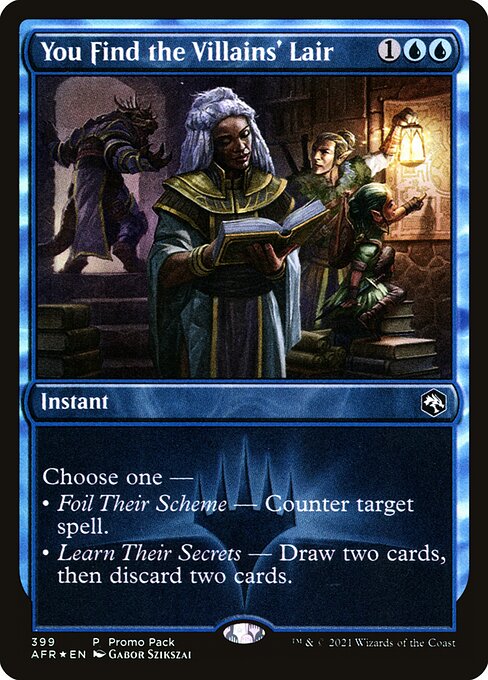 You Find the Villains' Lair 1
Instant
Choose one —
• Foil Their Scheme — Counter target
spell.
• Learn Their Secrets — Draw two cards,
then discard two cards.
399 P Promo Pack
AFR★EN Gabor Szikszai
™ & © 2021 Wizards of the Coast